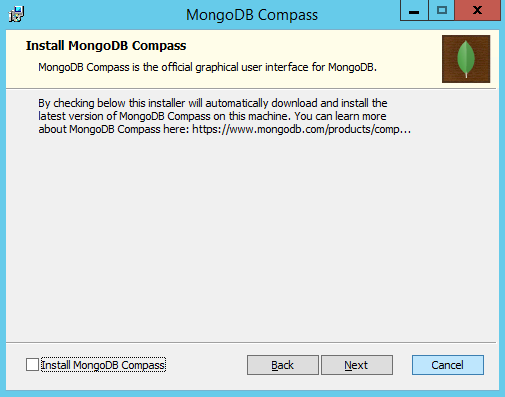 MongoDB Compass
X
Install MongoDB Compass
MongoDB Compass is the official graphical user interface for MongoDB.
By checking below this installer will automatically download and install the
latest version of MongoDB Compass on this machine. You can learn more
about MongoDB Compass here: https://www.mongodb.com/products/comp...
Install MongoDB Compass
Back
Next
Cancel